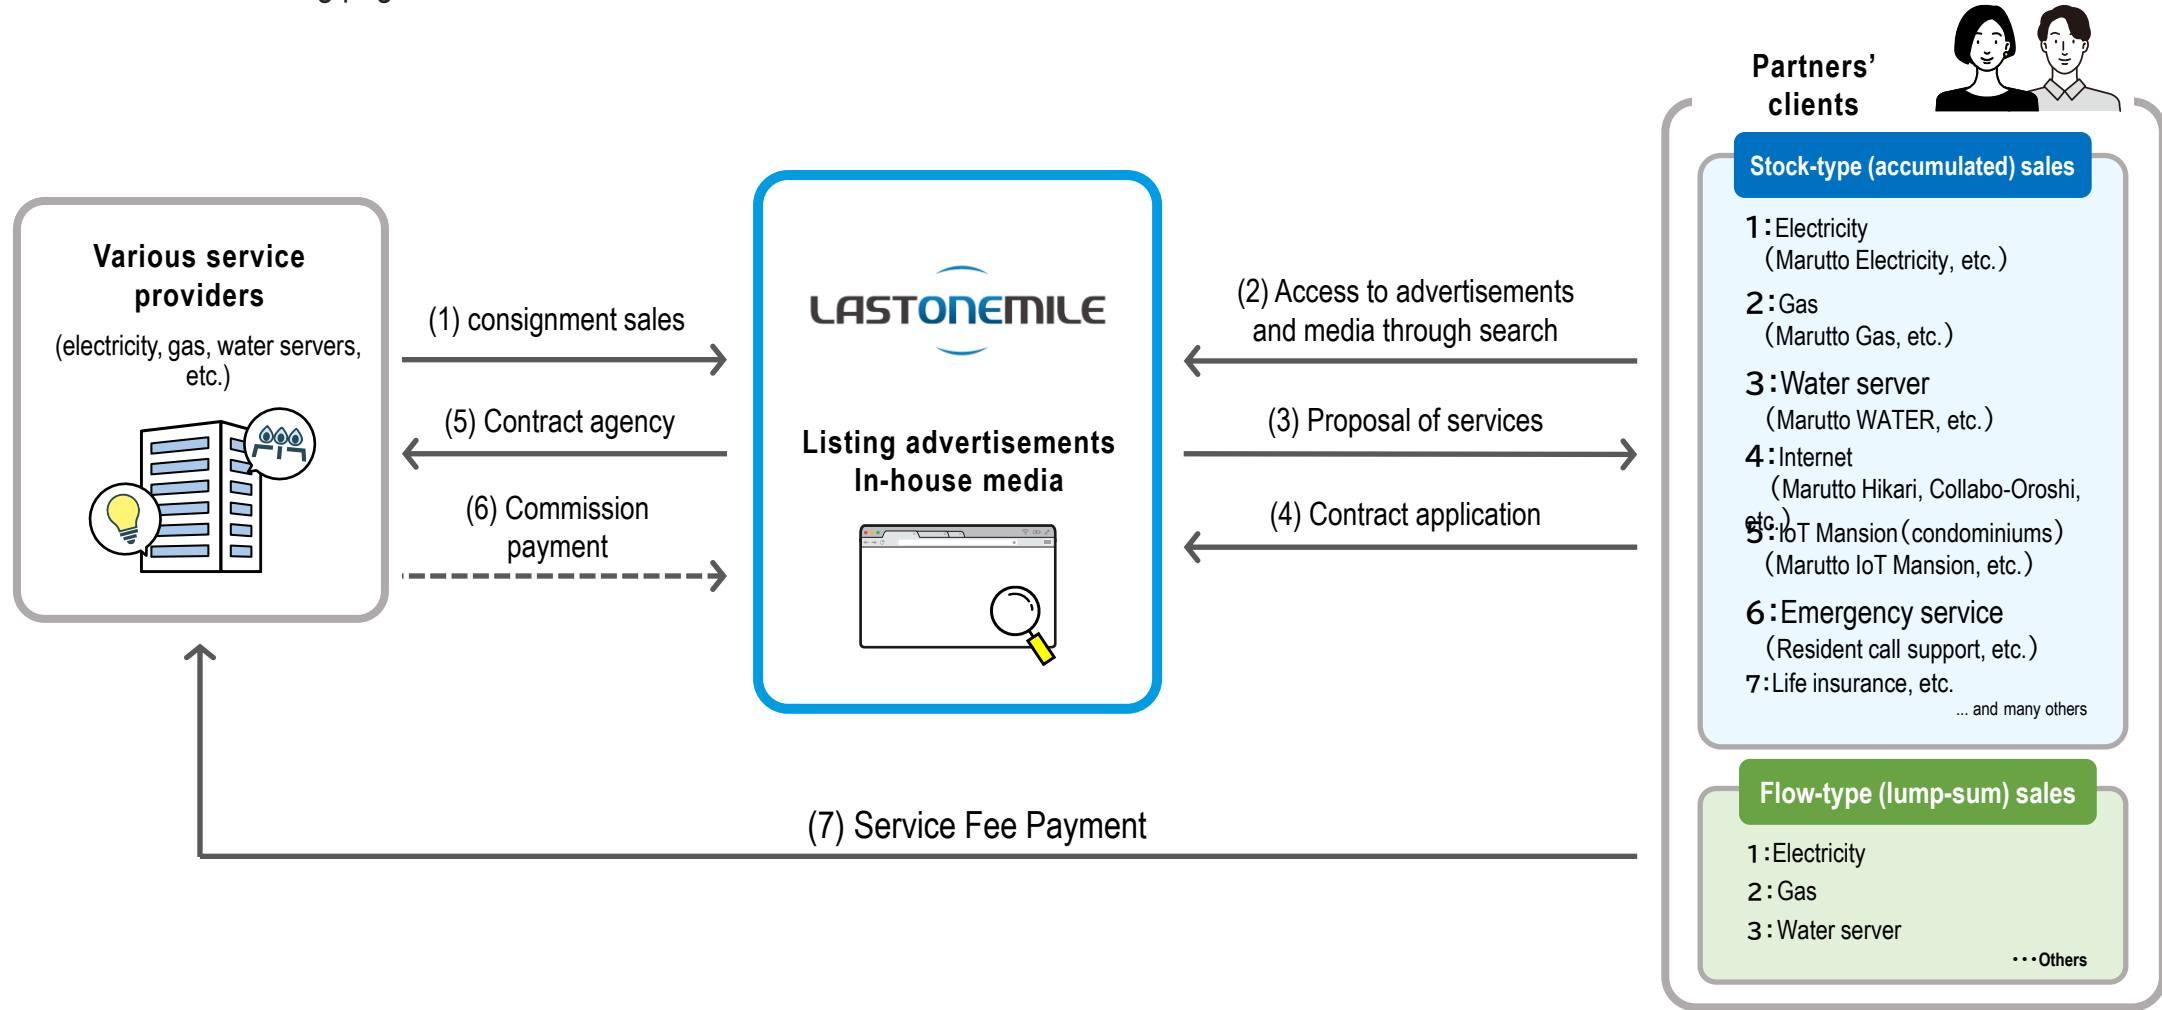 Partners’
clients
Various service
providers
(electricity, gas, water servers,
etc.)
(1) consignment sales
(5) Contract agency
(6) Commission
payment
LASTONEMILE
Listing advertisements
In-house media
(2) Access to advertisements
and media through search
(3) Proposal of services
(4) Contract application
(7) Service Fee Payment
Stock-type (accumulated) sales
1：Electricity
（Marutto Electricity, etc.）
2：Gas
（Marutto Gas, etc.）
3：Water server
（Marutto WATER, etc.）
4：Internet
（Marutto Hikari, Collabo-Oroshi,
etc.）
5：IoT Mansion（condominiums）
（Marutto IoT Mansion, etc.）
6：Emergency service
（Resident call support, etc.）
7：Life insurance, etc.
... and many others
Flow-type (lump-sum) sales
1：Electricity
2：Gas
3：Water server
･･･Others